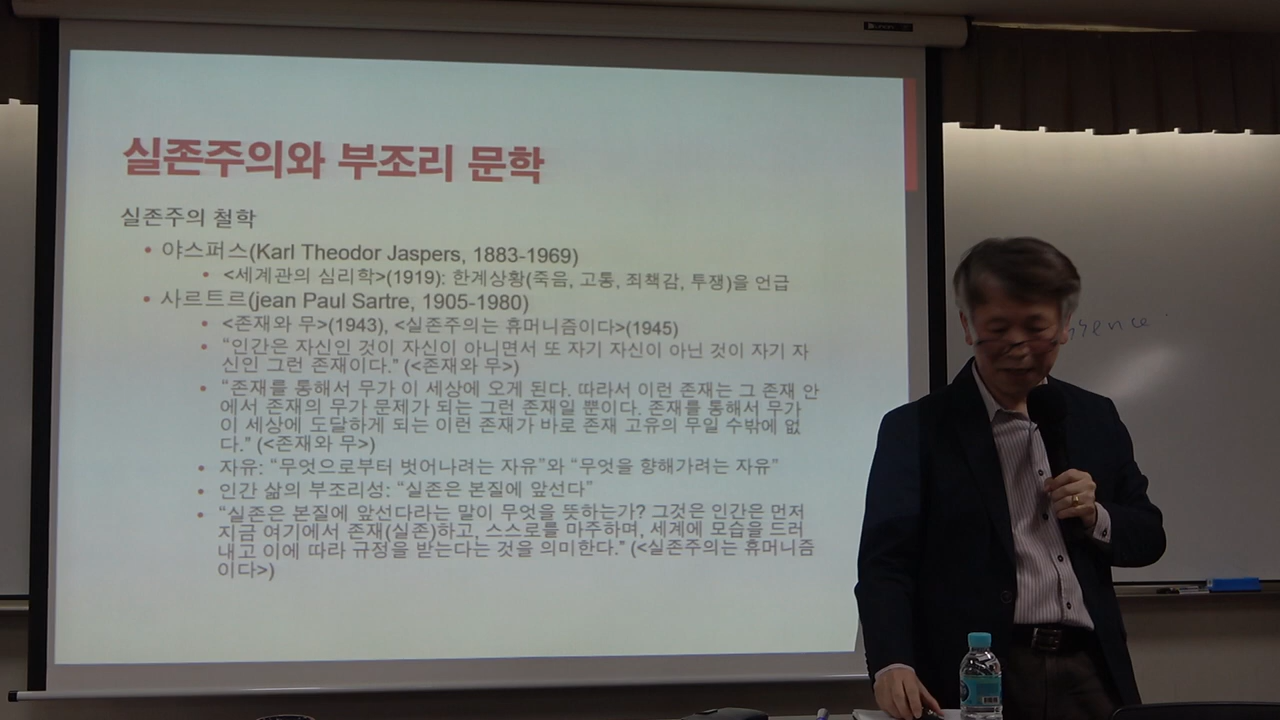 실존주의와 부조리 문학
실존주의 철학
• 야스퍼스(Karl Theodor Jaspers, 1883-1969)
• <세계관의 심리학>(1919): 한계상황(죽음, 고통, 죄책감, 투쟁)을 언급
• 사르트르(jean Paul Sartre, 1905-1980)
• <존재와 무>(1943), <실존주의는 휴머니즘이다>(1945)
• “인간은 자신인 것이 자신이 아니면서 또 자기 자신이 아닌 것이 자기 자
신인 그런 존재이다.” (<존재와 무>)
• “존재를 통해서 무가 이 세상에 오게 된다. 따라서 이런 존재는 그 존재 안
에서 존재의 무가 문제가 되는 그런 존재일 뿐이다. 존재를 통해서 무가
이 세상에 도달하게 되는 이런 존재가 바로 존재 고유의 무일 수밖에 없
다.” (<존재와 무>)
• 자유: “무엇으로부터 벗어나려는 자유”와 “무엇을 향해가려는 자유”
• 인간 삶의 부조리성: “실존은 본질에 앞선다”
• “실존은 본질에 앞선다라는 말이 무엇을 뜻하는가? 그것은 인간은 먼저
지금 여기에서 존재(실존)하고, 스스로를 마주하며, 세계에 모습을 드러
내고 이에 따라 규정을 받는다는 것을 의미한다.” (<실존주의는 휴머니즘
이다>)